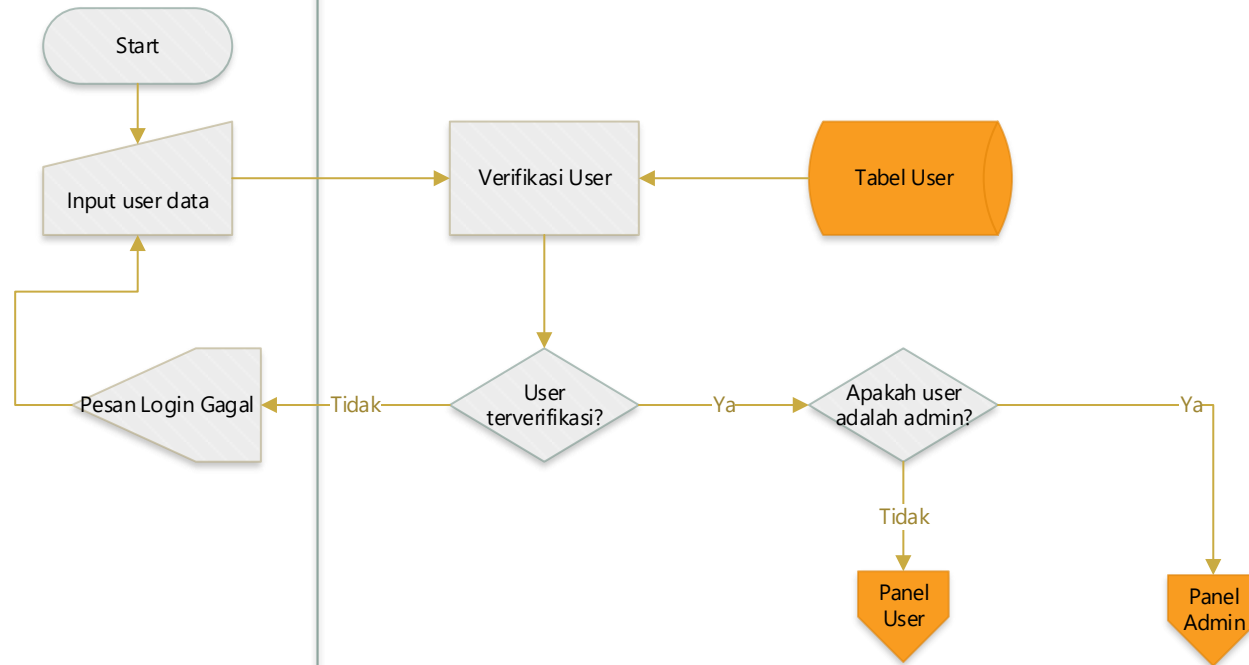 Start
Input user data
Verifikasi User
Tabel User
Pesan Login Gagal
Tidak
User
terverifikasi?
Ya
Apakah user
adalah admin?
Ya
Tidak
Panel
User
Panel
Admin